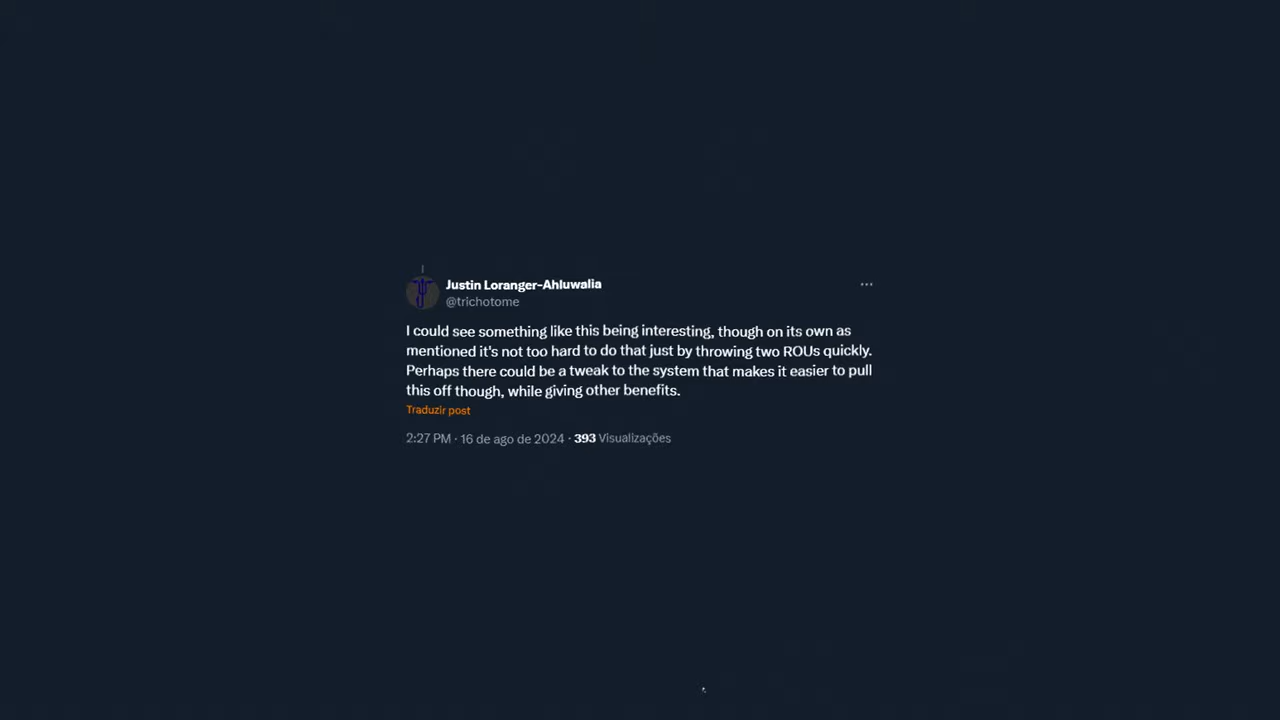 Justin Loranger-Ahluwalia
@trichotome
I could see something like this being interesting, though on its own as
mentioned it's not too hard to do that just by throwing two ROUs quickly.
Perhaps there could be a tweak to the system that makes it easier to pull
this off though, while giving other benefits.
Traduzir post
2:27 PM · 16 de ago de 2024 · 393 Visualizações